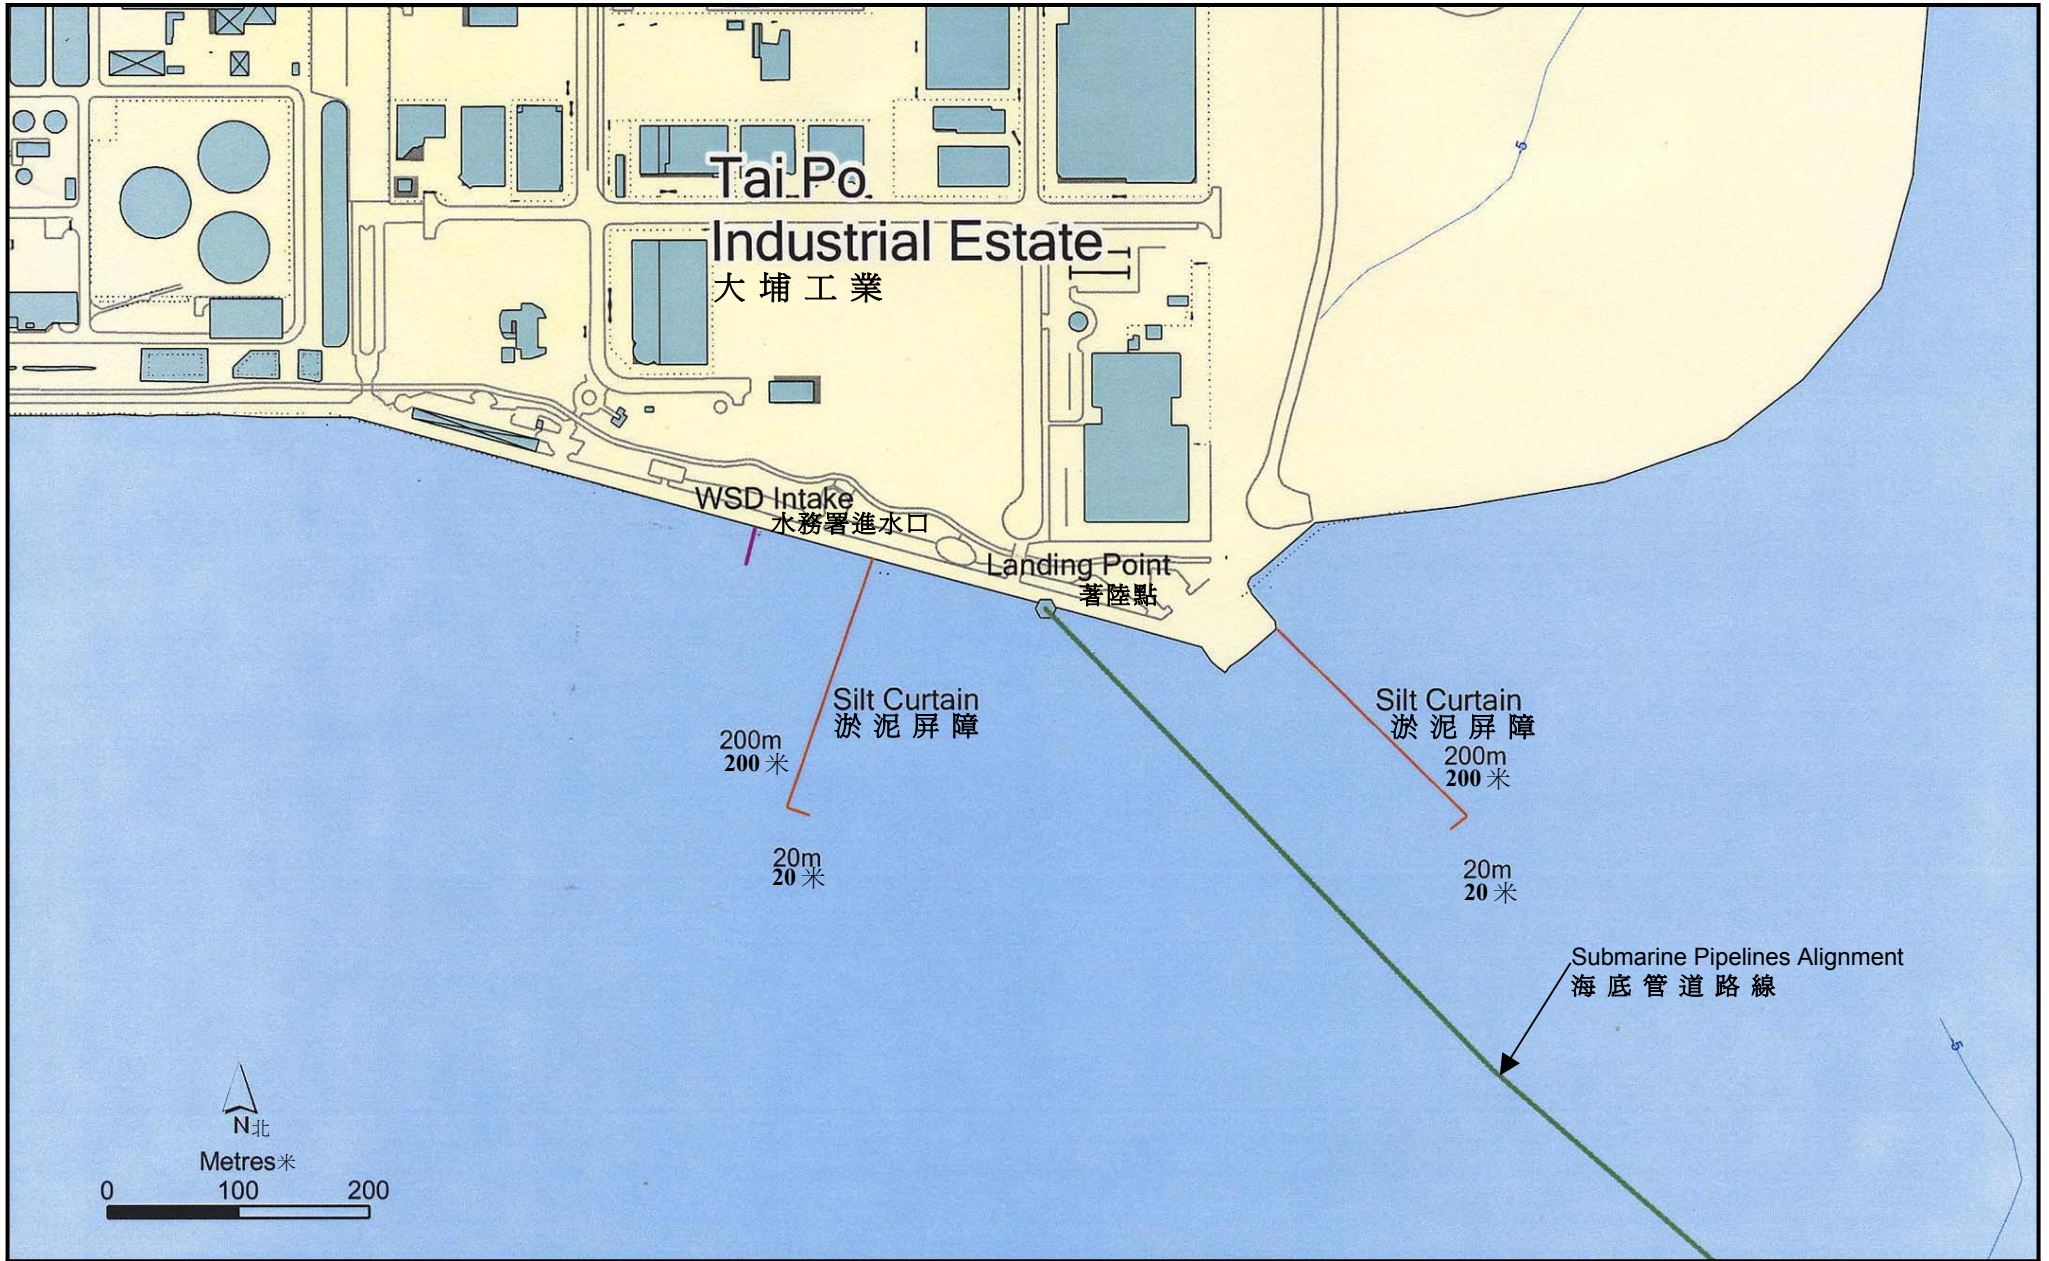 5
Tai Po
Industrial Estate
大埔工業
WSD Intake
水務署進水口
Landing Point
著陸點
Silt Curtain
淤泥屏障
200m
200 米
20m
20 米
Silt Curtain
淤泥屏障
200m
200 米
20m
20 米
Submarine Pipelines Alignment
海底管道路線
5
N北
Metres米
0 100 200